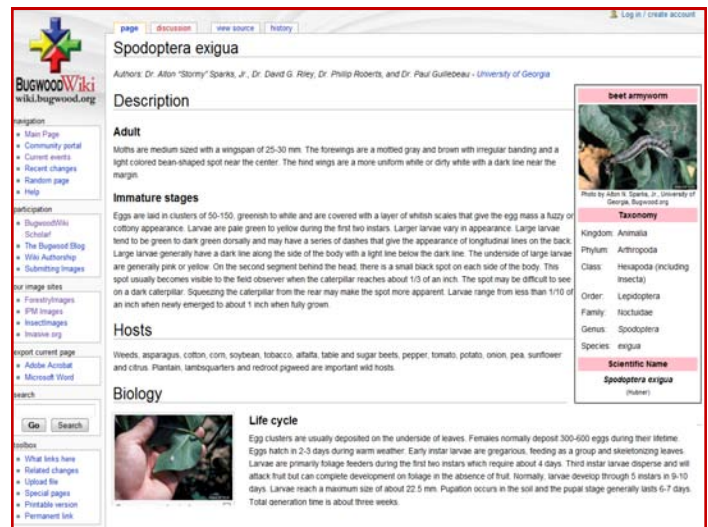 Log in / create account
page
discussion
view source
history
BUGWOODWiki
wiki.bugwood.org
navigation
Main Page
Community portal
Current events
Recent changes
Random page
Help
participation
BugwoodWiki
Scholar!
The Bugwood Blog
Wiki Authorship
Submitting Images
our image sites
ForestryImages
IPM Images
InsectImages
Invasive.org
export current page
Adobe Acrobat
Microsoft Word
search
Go
Search
toolbox
What links here
Related changes
Upload file
Special pages
Printable version
Permanent link
Spodoptera exigua
Authors: Dr. Alton "Stormy" Sparks, Jr., Dr. David G. Riley, Dr. Phillip Roberts, and Dr. Paul Guillebeau - University of Georgia
Description
Adult
Moths are medium sized with a wingspan of 25-30 mm. The forewings are a mottled gray and brown with irregular banding and a
light colored bean-shaped spot near the center. The hind wings are a more uniform white or dirty white with a dark line near the
margin.
Immature stages
Eggs are laid in clusters of 50-150, greenish to white and are covered with a layer of whitish scales that give the egg mass a fuzzy or
cottony appearance. Larvae are pale green to yellow during the first two instars. Larger larvae vary in appearance. Large larvae
tend to be green to dark green dorsally and may have a series of dashes that give the appearance of longitudinal lines on the back.
Large larvae generally have a dark line along the side of the body with a light line below the dark line. The underside of large larvae
are generally pink or yellow. On the second segment behind the head, there is a small black spot on each side of the body. This
spot usually becomes visible to the field observer when the caterpillar reaches about 1/3 of an inch. The spot may be difficult to see
on a dark caterpillar. Squeezing the caterpillar from the rear may make the spot more apparent. Larvae range from less than 1/10 of
an inch when newly emerged to about 1 inch when fully grown.
Hosts
Weeds, asparagus, cotton, corn, soybean, tobacco, alfalfa, table and sugar beets, pepper, tomato, potato, onion, pea, sunflower
and citrus. Plantain, lambsquarters and redroot pigweed are important wild hosts.
Biology
Life cycle
Egg clusters are usually deposited on the underside of leaves. Females normally deposit 300-600 eggs during their lifetime.
Eggs hatch in 2-3 days during warm weather. Early instar larvae are gregarious, feeding as a group and skeletonizing leaves.
Larvae are primarily foliage feeders during the first two instars which require about 4 days. Third instar larvae disperse and will
attack fruit but can complete development on foliage in the absence of fruit. Normally, larvae develop through 5 instars in 9-10
days. Larvae reach a maximum size of about 22.5 mm. Pupation occurs in the soil and the pupal stage generally lasts 6-7 days.
Total generation time is about three weeks.
beet armyworm
Photo by Alton N. Sparks, Jr., University of
Georgia, Bugwood.org
Taxonomy
Kingdom: Animalia
Phylum: Arthropoda
Class: Hexapoda (including
Insecta)
Order: Lepidoptera
Family: Noctuidae
Genus: Spodoptera
Species: exigua
Scientific Name
Spodoptera exigua
(Hubner)